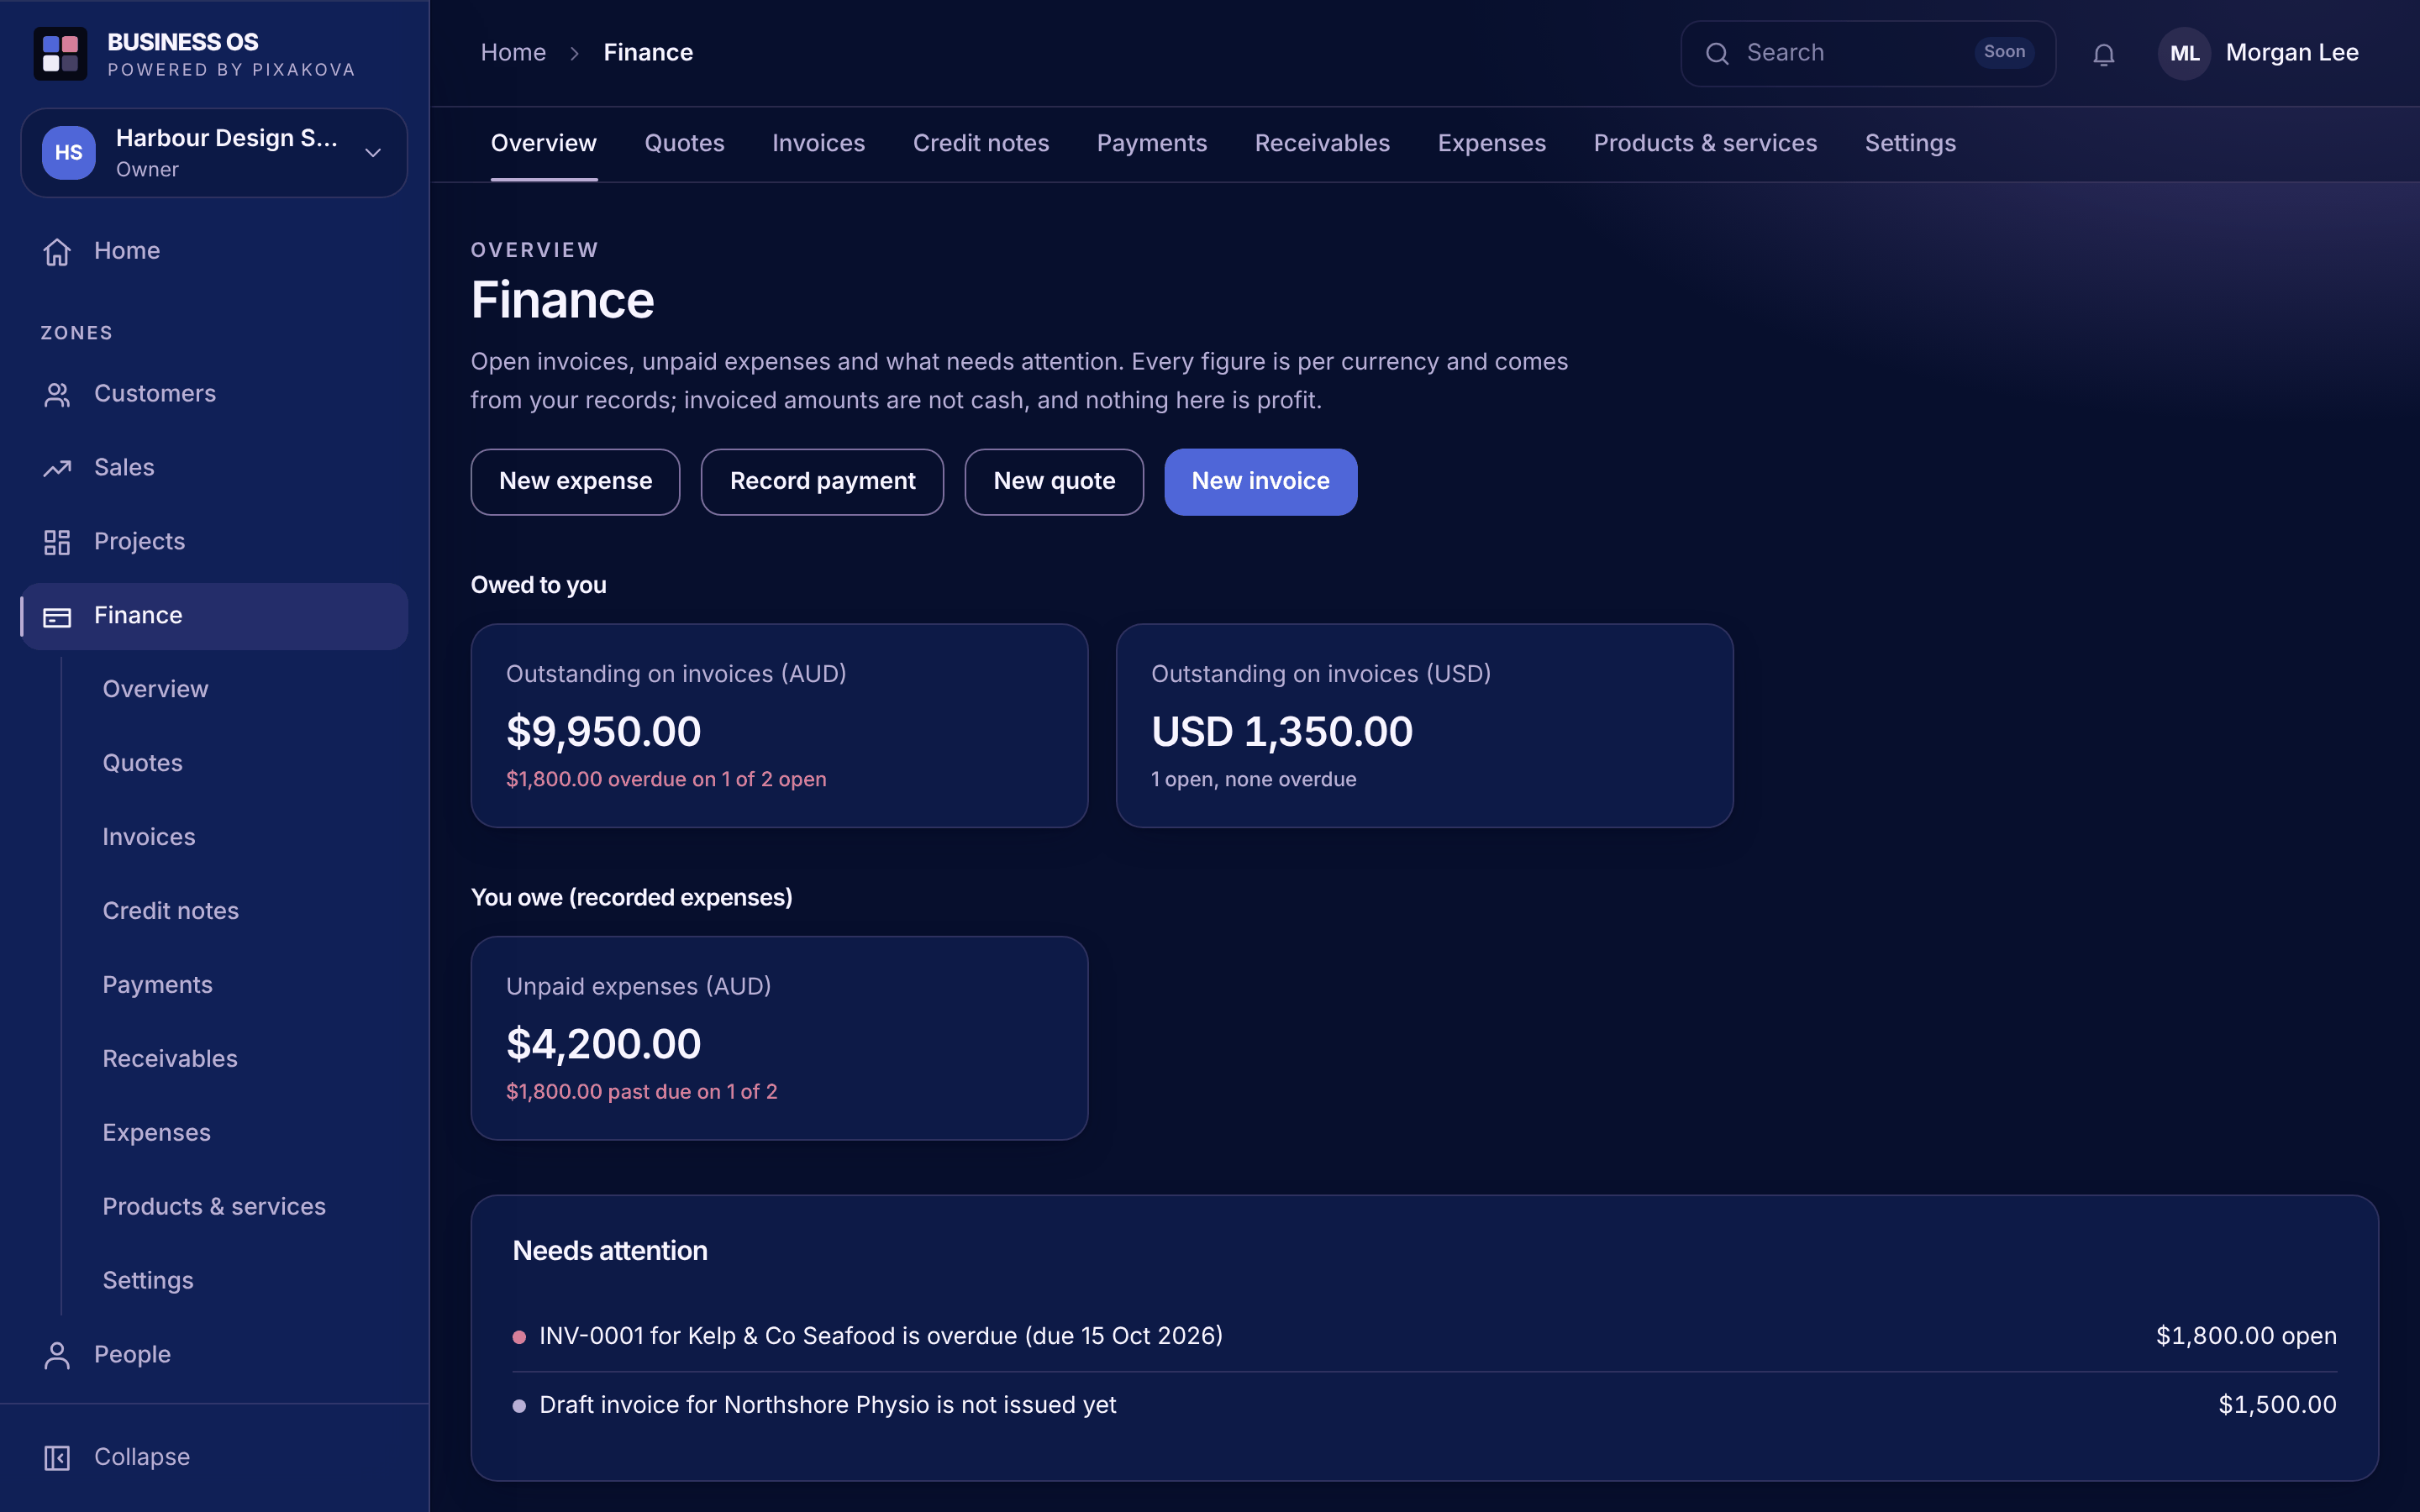 BUSINESS OS
POWERED BY PIXAKOVA
HS
Harbour Design S...
Owner
Home
ZONES
Customers
Sales
Projects
Finance
Overview
Quotes
Invoices
Credit notes
Payments
Receivables
Expenses
Products & services
Settings
People
Collapse
Home > Finance
Search
Soon
ML
Morgan Lee
Overview Quotes Invoices Credit notes Payments Receivables Expenses Products & services Settings
OVERVIEW
Finance
Open invoices, unpaid expenses and what needs attention. Every figure is per currency and comes
from your records; invoiced amounts are not cash, and nothing here is profit.
New expense Record payment New quote New invoice
Owed to you
Outstanding on invoices (AUD)
$9,950.00
$1,800.00 overdue on 1 of 2 open
Outstanding on invoices (USD)
USD 1,350.00
1 open, none overdue
You owe (recorded expenses)
Unpaid expenses (AUD)
$4,200.00
$1,800.00 past due on 1 of 2
Needs attention
INV-0001 for Kelp & Co Seafood is overdue (due 15 Oct 2026) $1,800.00 open
Draft invoice for Northshore Physio is not issued yet $1,500.00